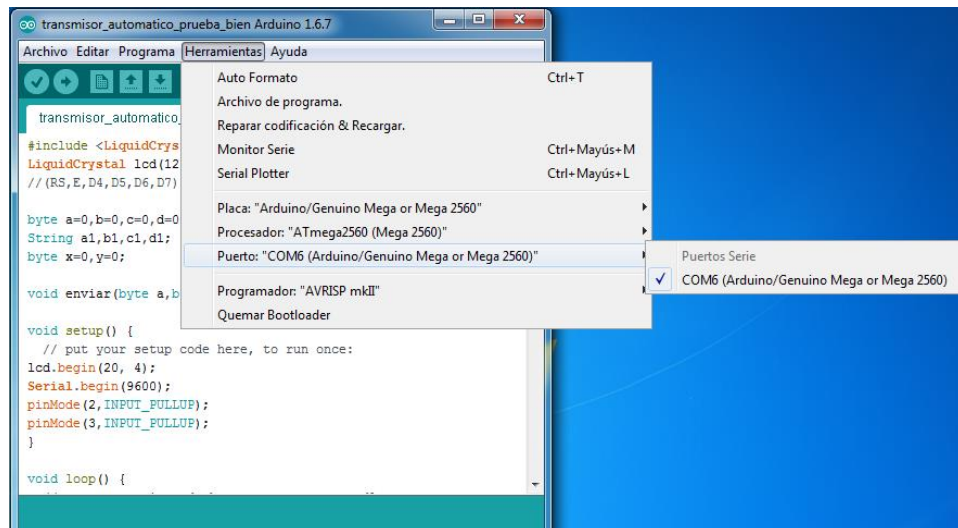 transmisor_automatico_prueba_bien Arduino 1.6.7
Archivo Editar Programa Herramientas Ayuda
transmisor_automatico_
Auto Formato Ctrl+T
Archivo de programa.
Reparar codificación & Recargar.
Monitor Serie Ctrl+Mayús+M
Serial Plotter Ctrl+Mayús+L
Placa: "Arduino/Genuino Mega or Mega 2560"
Procesador: "ATmega2560 (Mega 2560)"
Puerto: "COM6 (Arduino/Genuino Mega or Mega 2560)"
Programador: "AVRISP mkII"
Quemar Bootloader
Puertos Serie
COM6 (Arduino/Genuino Mega or Mega 2560)
#include <LiquidCrys
LiquidCrystal lcd(12
//(RS,E,D4,D5,D6,D7)
byte a=0,b=0,c=0,d=0
String a1,b1,c1,d1;
byte x=0,y=0;
void enviar(byte a,b
void setup() {
// put your setup code here, to run once:
lcd.begin(20, 4);
Serial.begin(9600);
pinMode(2,INPUT_PULLUP);
pinMode(3,INPUT_PULLUP);
}
void loop() {